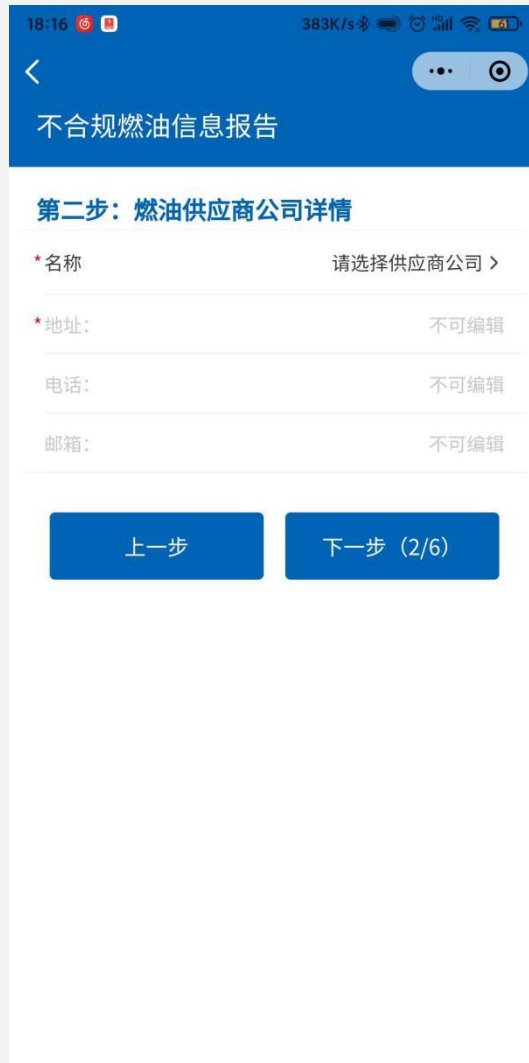 18:16 383K/s 61
不合规燃油信息报告
第二步：燃油供应商公司详情
*名称 请选择供应商公司
*地址： 不可编辑
电话： 不可编辑
邮箱： 不可编辑
上一步 下一步（2/6）